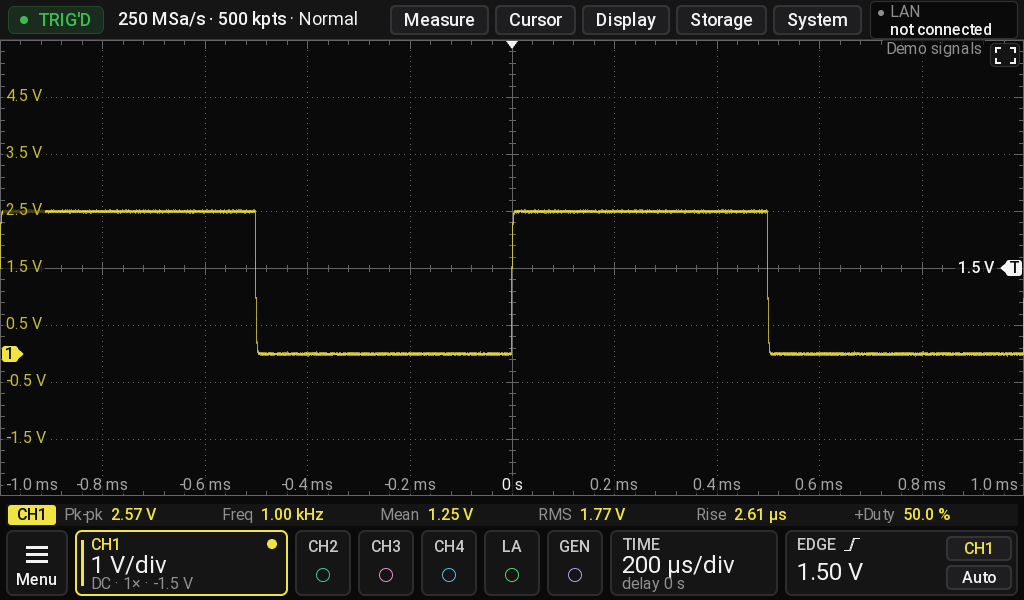 TRIG'D
250 MSa/s · 500 kpts · Normal
Measure
Cursor
Display
Storage
System
LAN
not connected
Demo signals
4.5 V
3.5 V
2.5 V
1.5 V
1.5 V
T
0.5 V
1
-0.5 V
-1.5 V
-1.0 ms
-0.8 ms
-0.6 ms
-0.4 ms
-0.2 ms
0 s
0.2 ms
0.4 ms
0.6 ms
0.8 ms
1.0 ms
CH1
Pk-pk 2.57 V
Freq 1.00 kHz
Mean 1.25 V
RMS 1.77 V
Rise 2.61 µs
+Duty 50.0 %
Menu
CH1
1 V/div
DC · 1× · -1.5 V
CH2
CH3
CH4
LA
GEN
TIME
200 µs/div
delay 0 s
EDGE
1.50 V
CH1
Auto